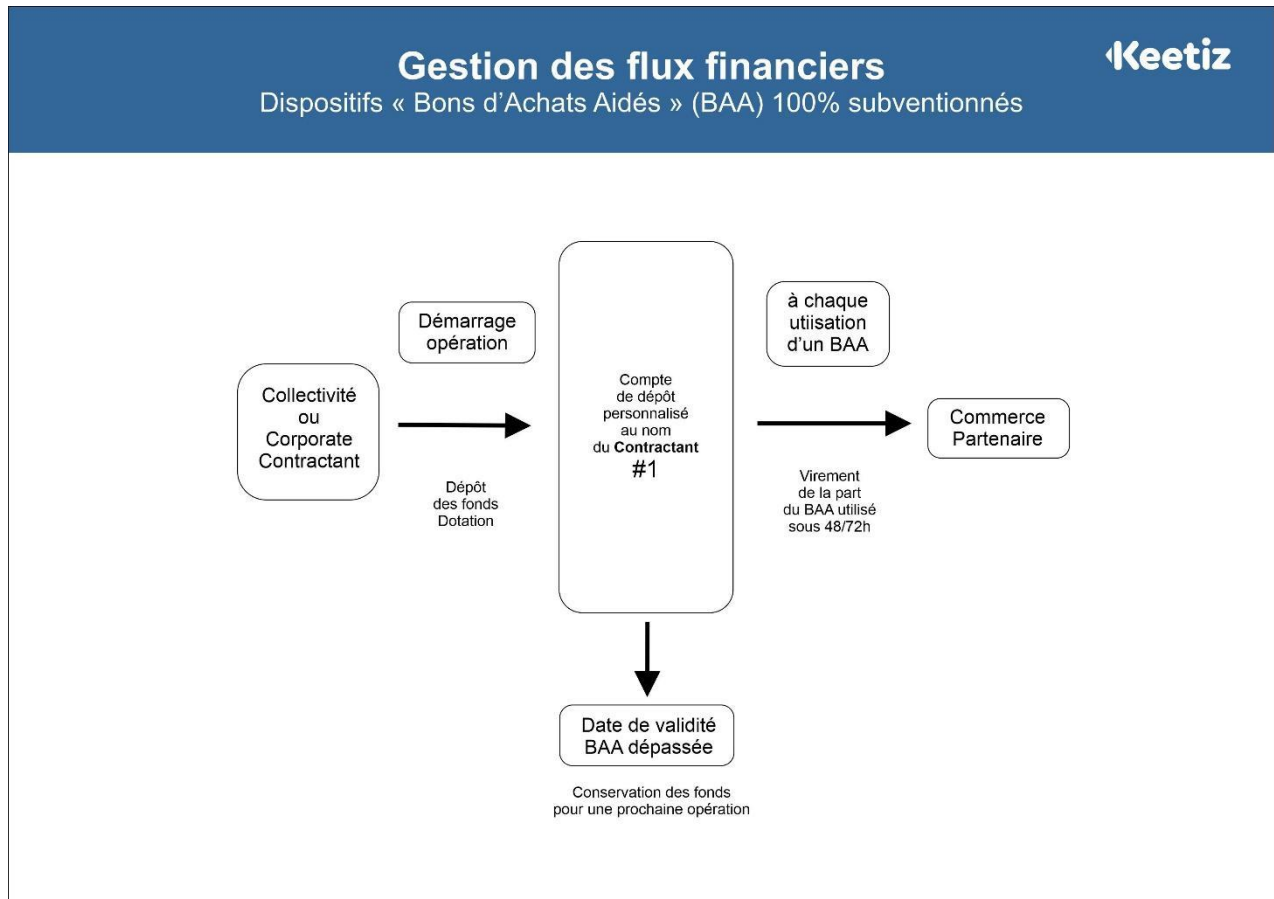 Gestion des flux financiers
Keetiz
Dispositifs « Bons d’Achats Aidés » (BAA) 100% subventionnés
Démarrage
opération
Collectivité
ou
Corporate
Contractant
Dépôt
des fonds
Dotation
Compte
de dépôt
personnalisé
au nom
du Contractant
#1
à chaque
utiisation
d’un BAA
Commerce
Partenaire
Virement
de la part
du BAA utilisé
sous 48/72h
Date de validité
BAA dépassée
Conservation des fonds
pour une prochaine opération